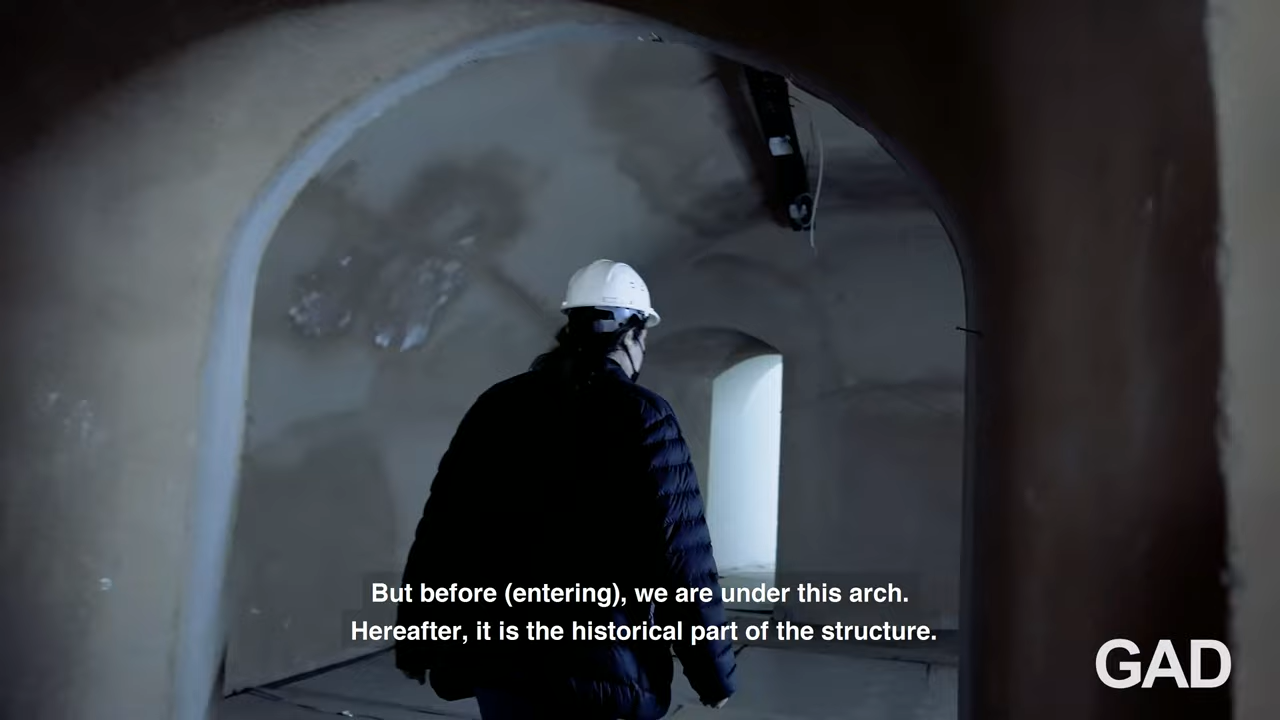 But before (entering), we are under this arch.
Hereafter, it is the historical part of the structure.
GAD